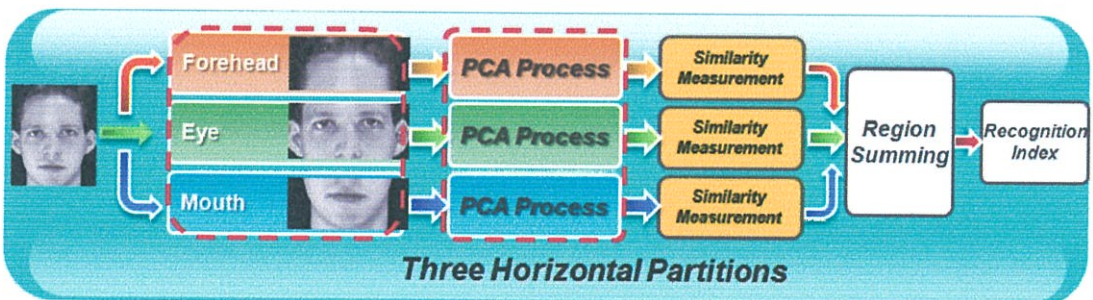 Forehead
PCA Process
Similarity
Measurement
Eye
PCA Process
Similarity
Measurement
Region
Summing
Recognition
Index
Mouth
PCA Process
Similarity
Measurement
Three Horizontal Partitions